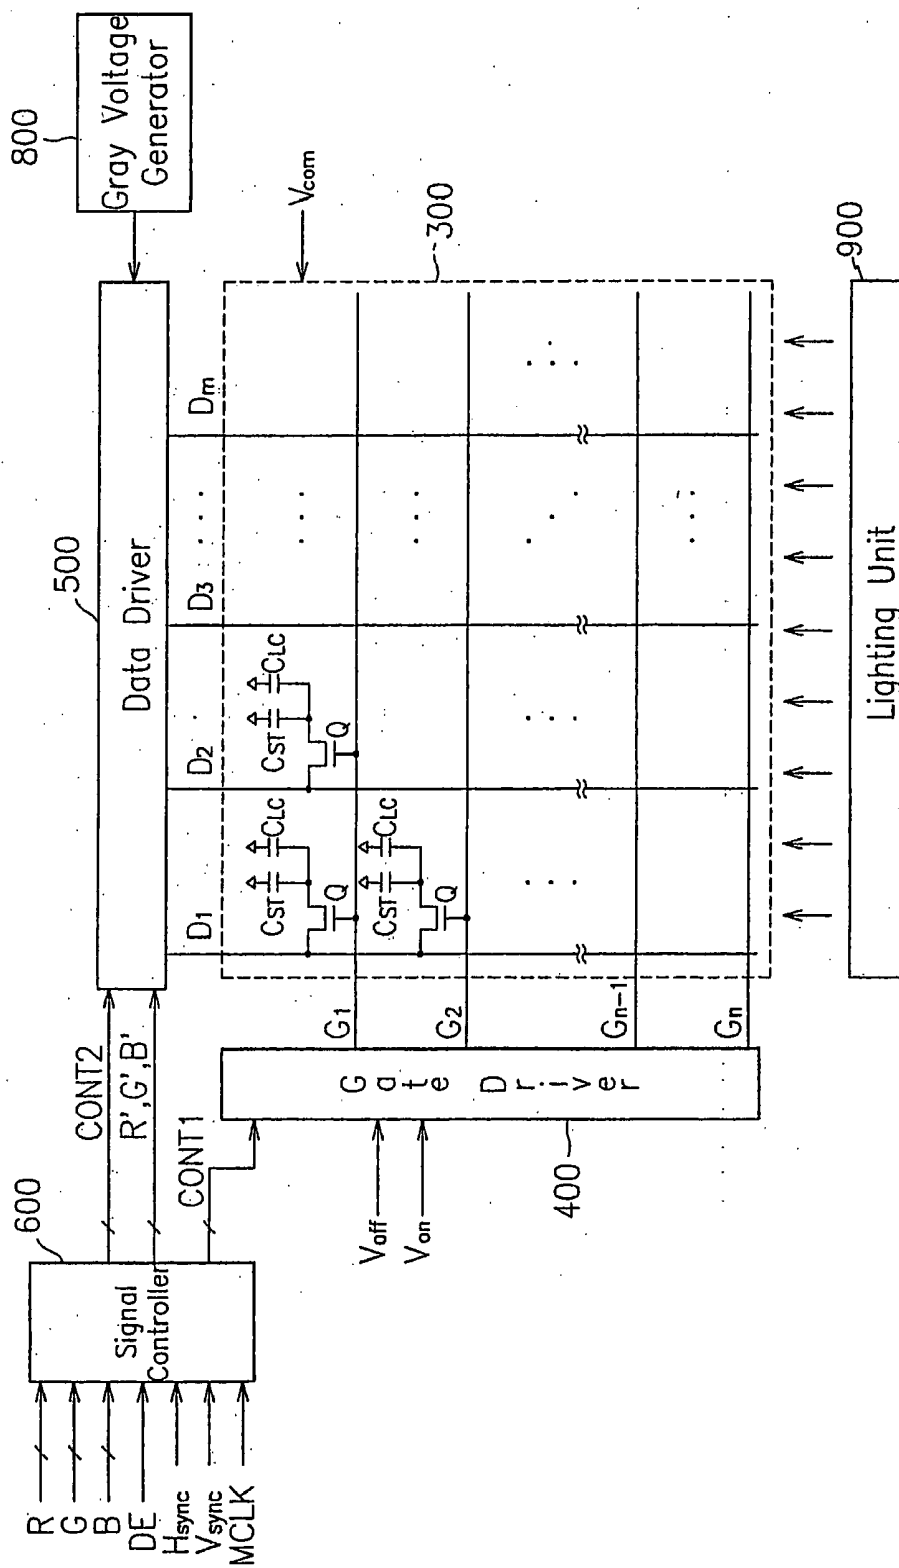 800
Gray Voltage
Generator
500
Data Driver
600
Signal
Controller
R
G
B
DE
Hsync
Vsync
MCLK
CONT2
R',G',B'
CONT1
D1
D2
D3
Dm
Vcom
300
CST
CLC
Q
CST
CLC
Q
CST
CLC
Q
G1
G2
Gn-1
Gn
Gate Driver
400
Voff
Von
900
Lighting Unit